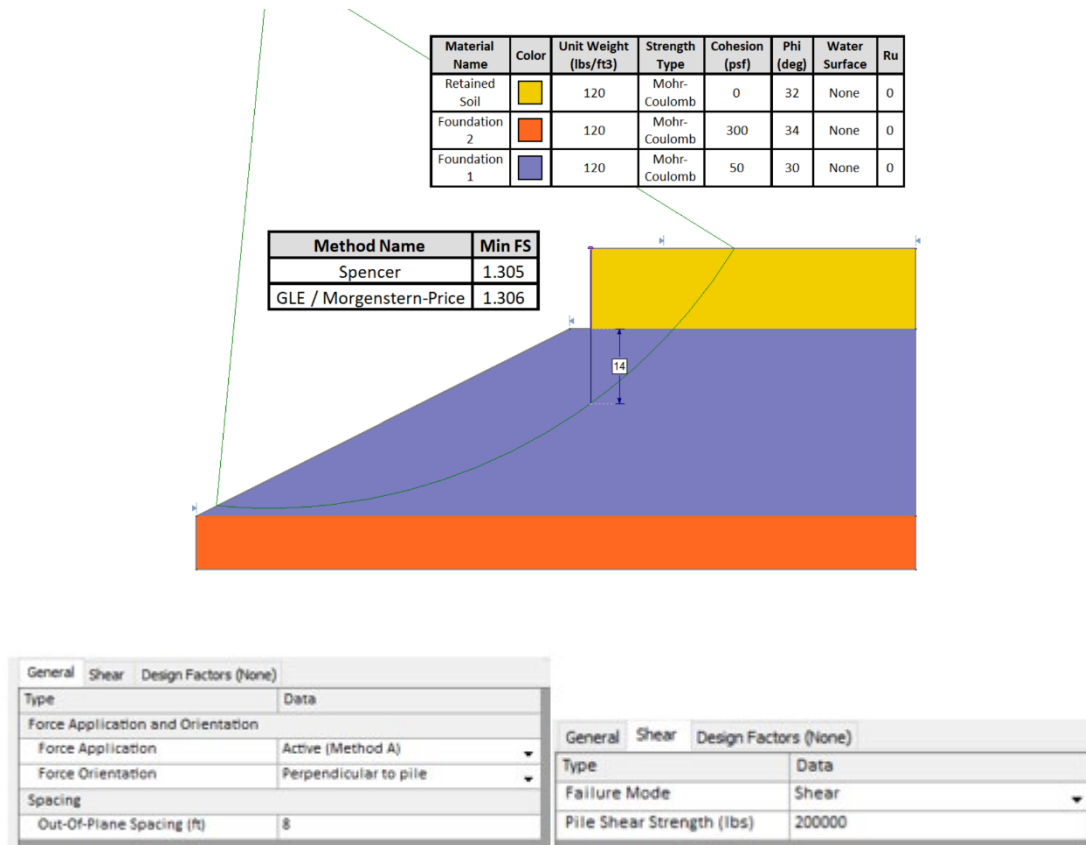 Material Name Color Unit Weight (lbs/ft3) Strength Type Cohesion (psf) Phi (deg) Water Surface Ru
Retained Soil 120 Mohr-Coulomb 0 32 None 0
Foundation 2 120 Mohr-Coulomb 300 34 None 0
Foundation 1 120 Mohr-Coulomb 50 30 None 0
Method Name Min FS
Spencer 1.305
GLE / Morgenstern-Price 1.306
14
General Shear Design Factors (None)
Type Data
Force Application and Orientation
Force Application Active (Method A)
Force Orientation Perpendicular to pile
Spacing
Out-Of-Plane Spacing (ft) 8
General Shear Design Factors (None)
Type Data
Failure Mode Shear
Pile Shear Strength (lbs) 200000